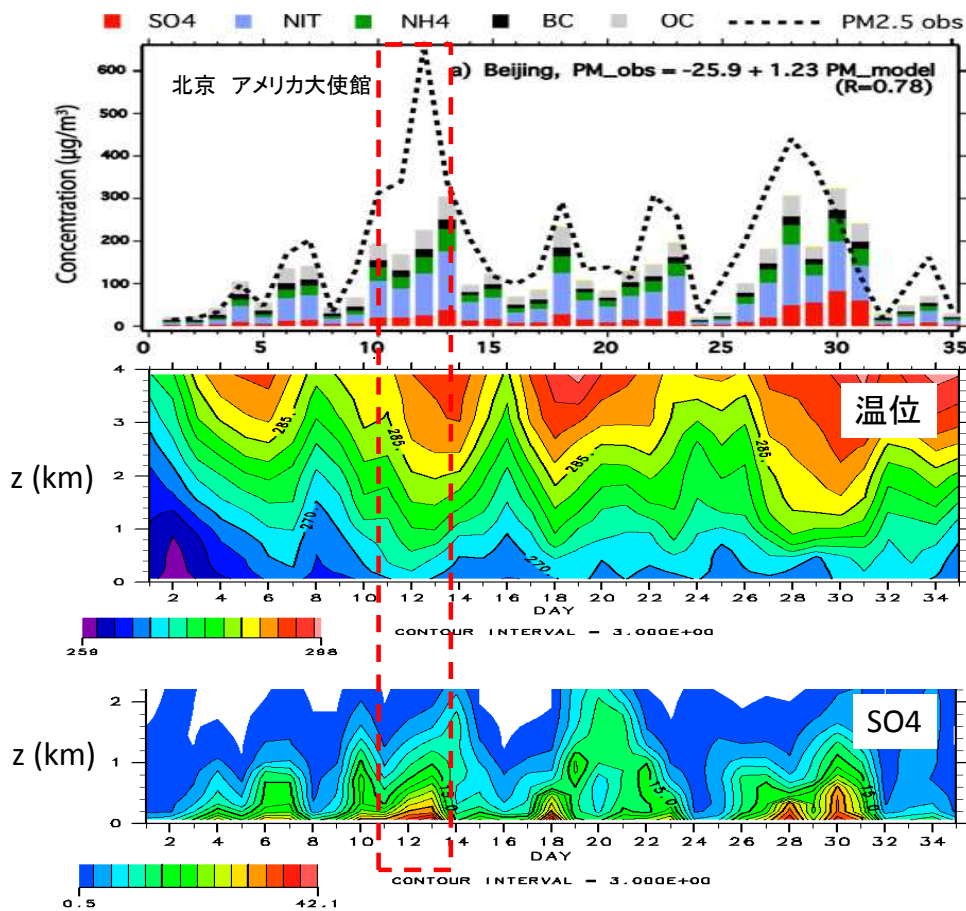 SO4 NIT NH4 BC OC PM2.5 obs
北京 アメリカ大使館
a) Beijing, PM_obs = -25.9 + 1.23 PM_model
(R=0.78)
Concentration (μg/m³)
600
500
400
300
200
100
0
0 5 10 15 20 25 30 35
温位
z (km)
4
3
2
1
0
285.
285.
285.
285.
270.
270.
2 4 6 8 10 12 14 16 18 20 22 24 26 28 30 32 34
DAY
CONTOUR INTERVAL = 3.000E+00
259 298
SO4
z (km)
2
1
0
15.0
15.0
2 4 6 8 10 12 14 16 18 20 22 24 26 28 30 32 34
DAY
CONTOUR INTERVAL = 3.000E+00
0.5 42.1